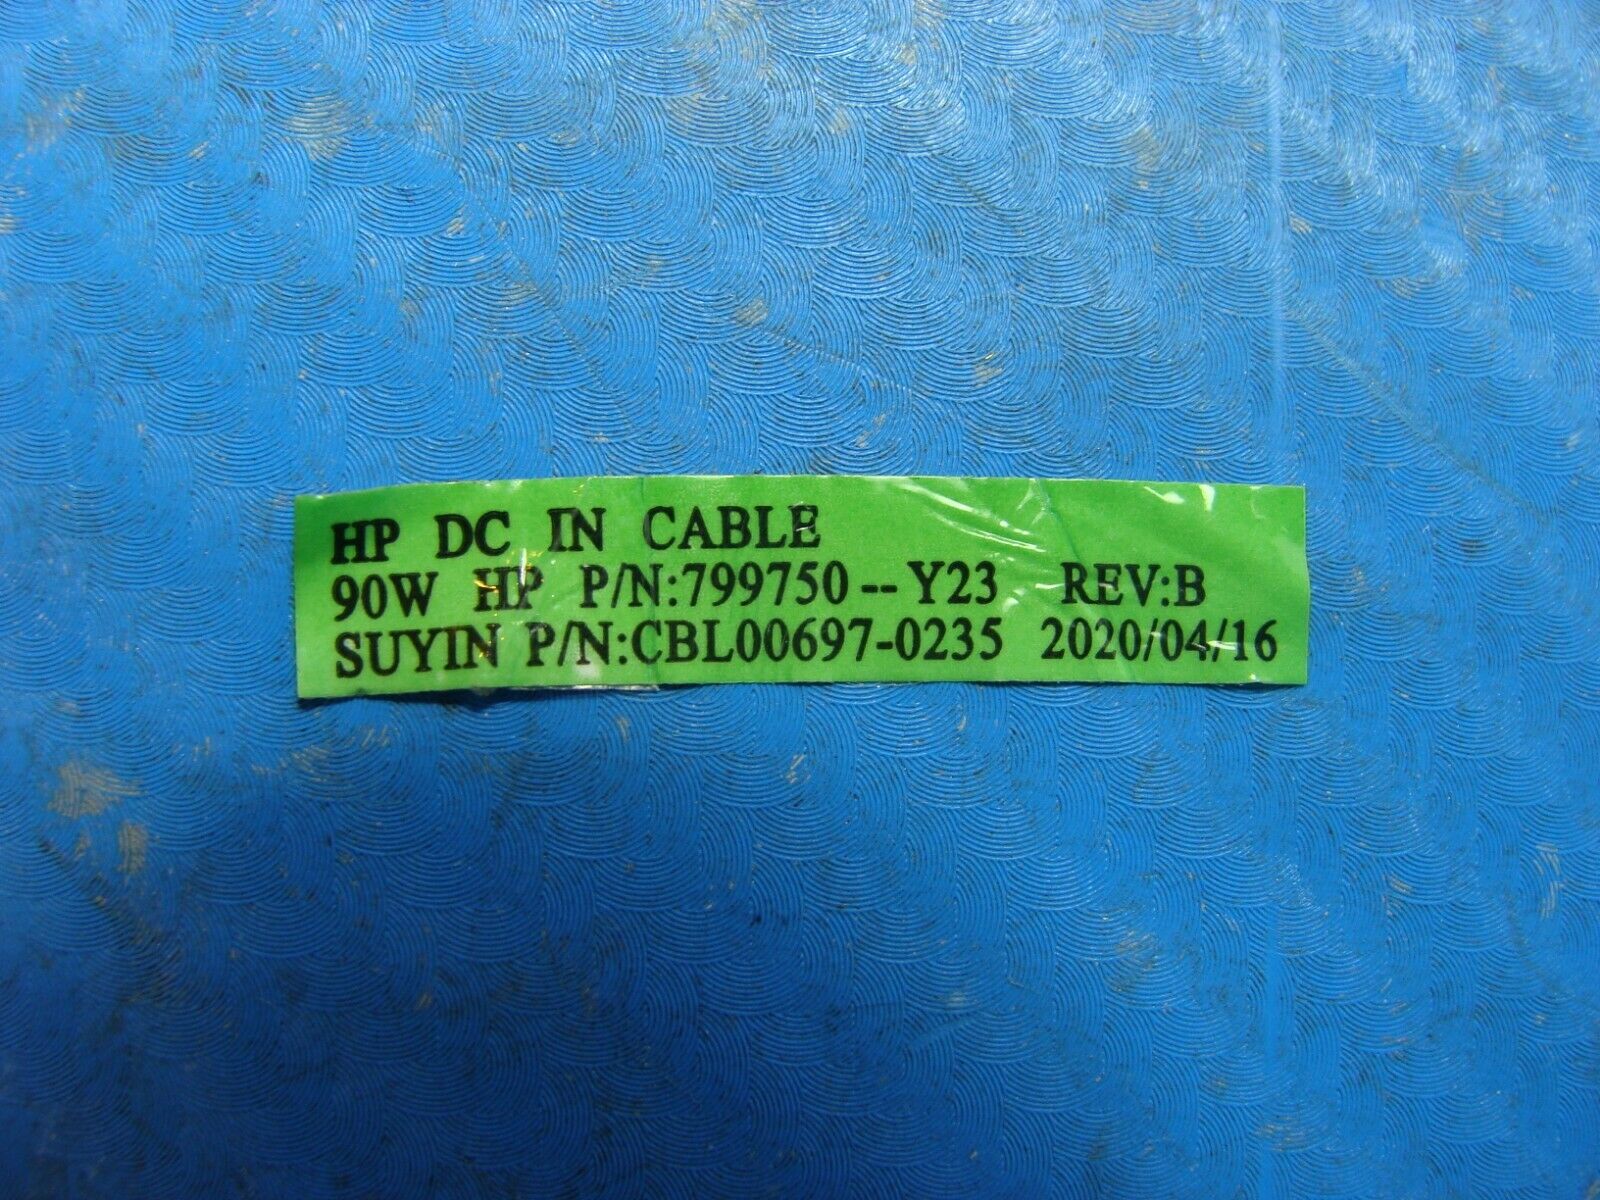 HP DC IN CABLE
90W HP P/N:799750--Y23 REV:B
SUYIN P/N:CBL00697-0235 2020/04/16